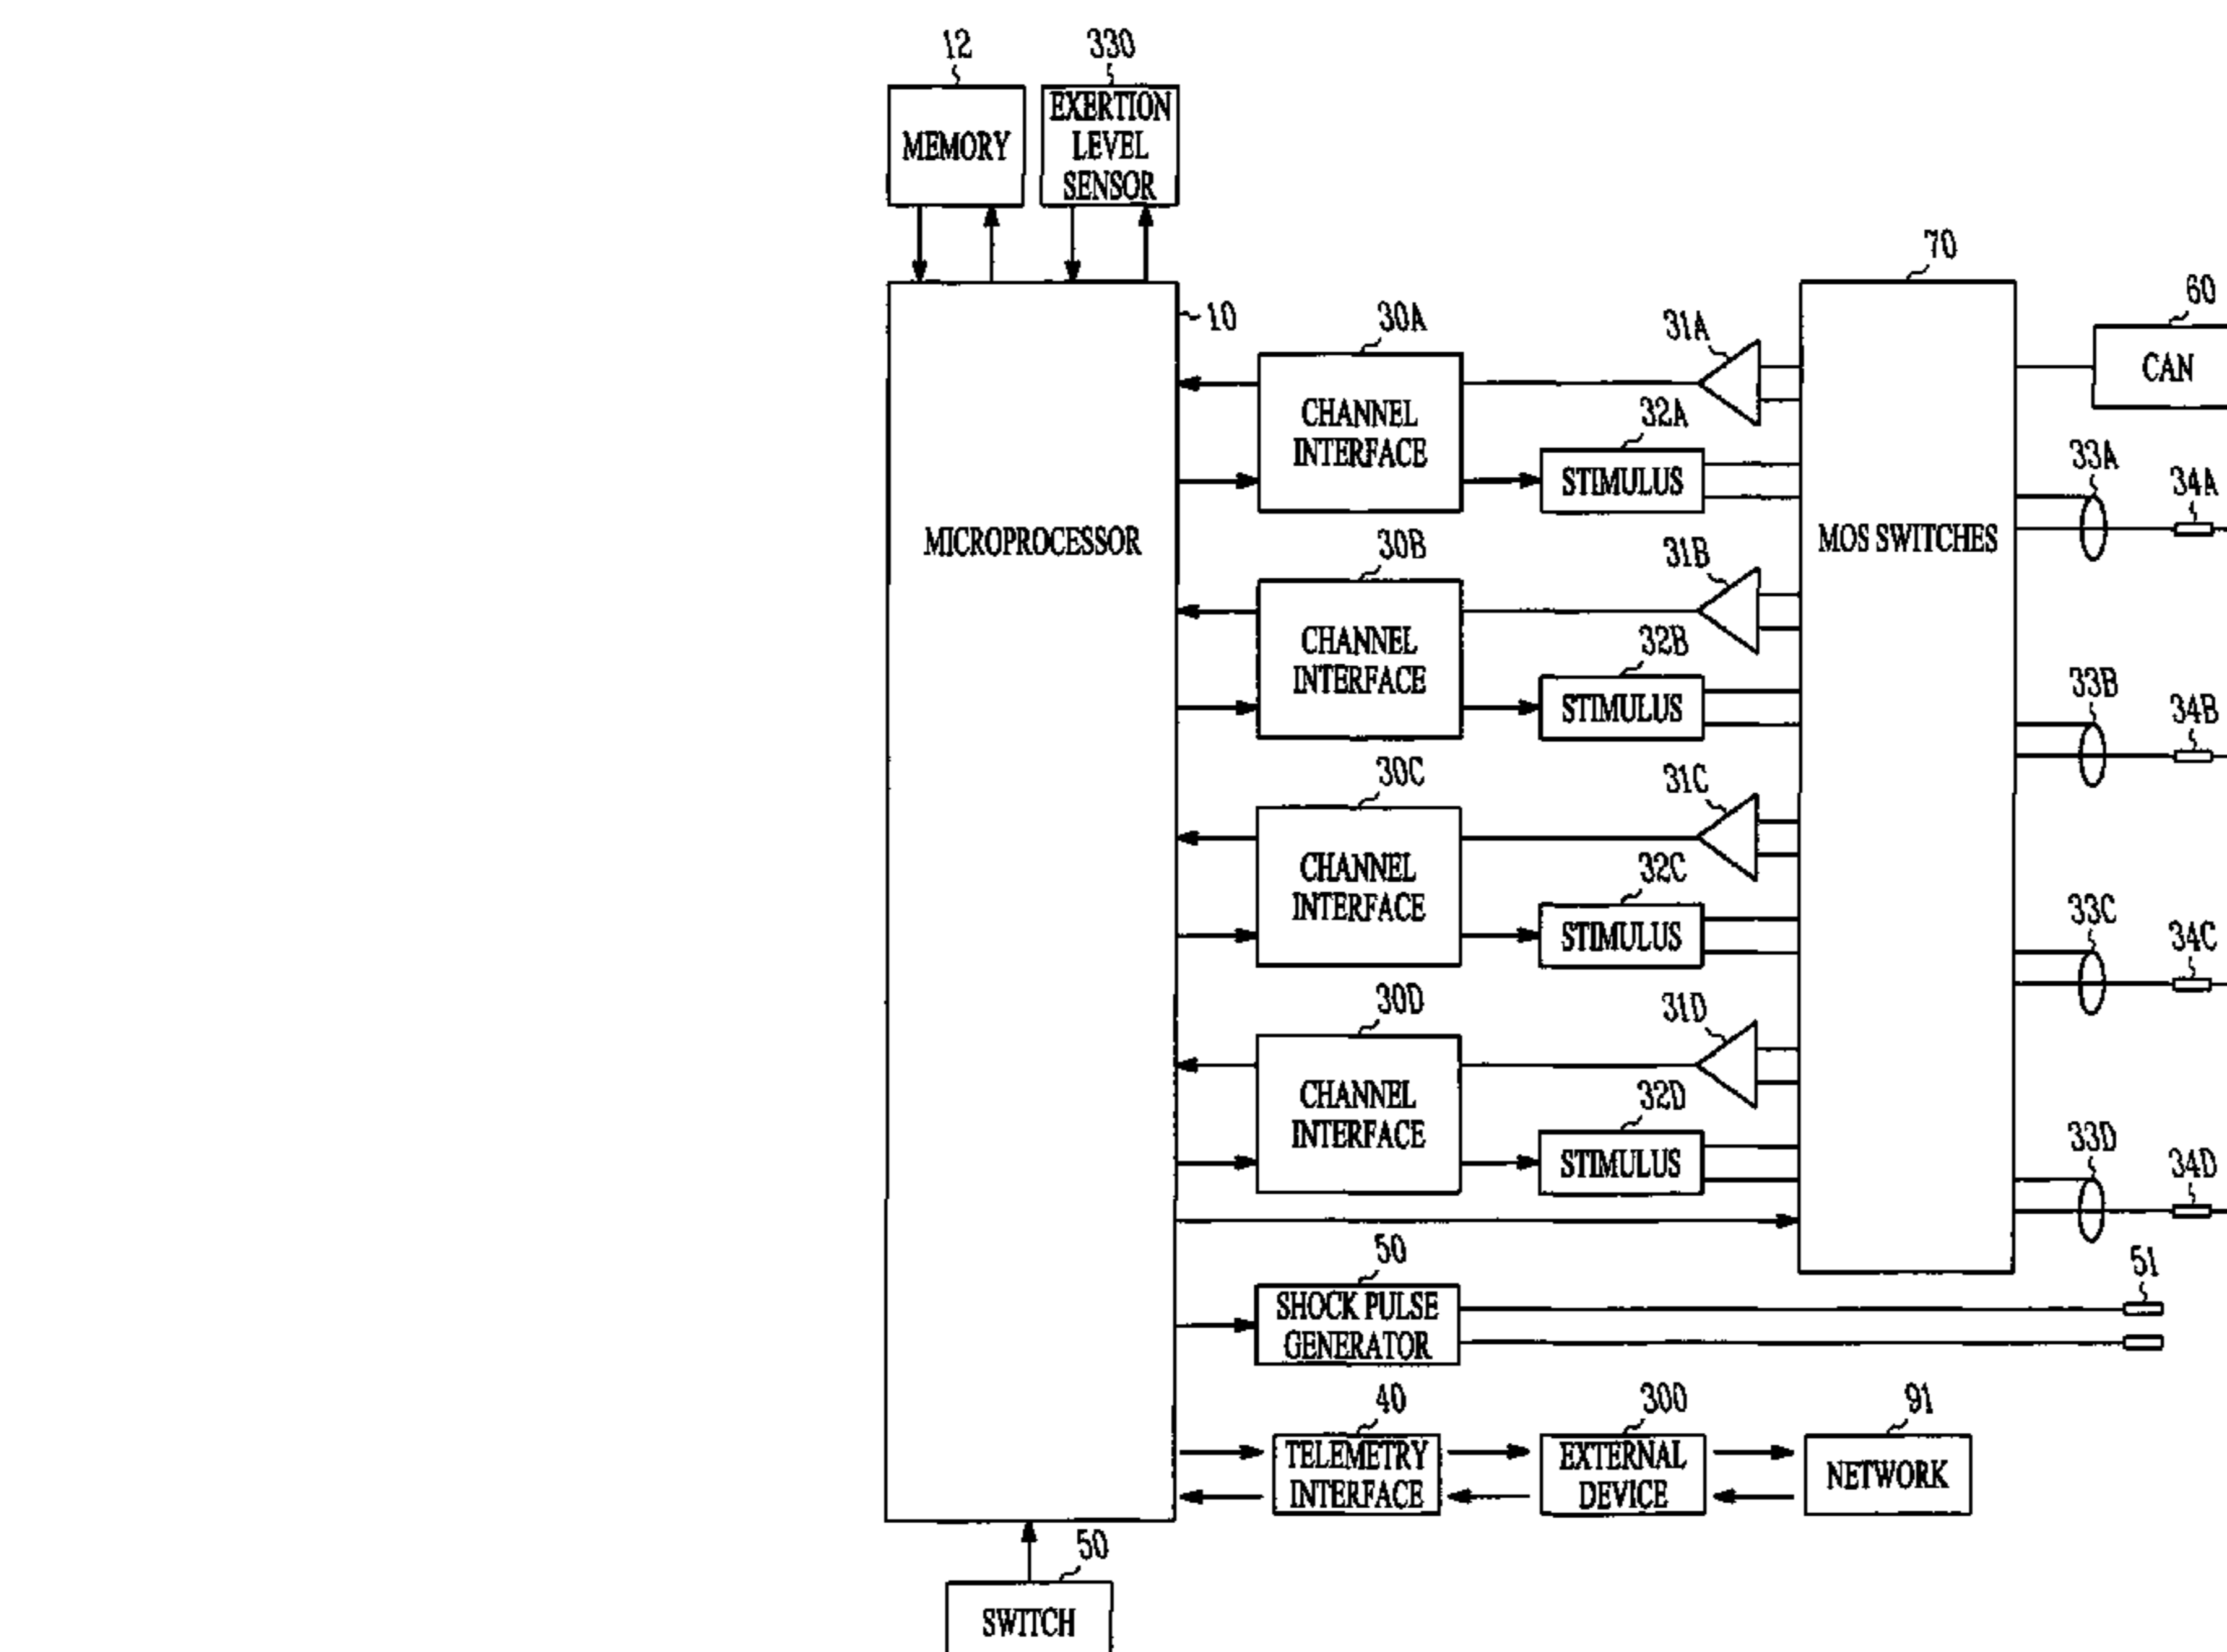 12
330
MEMORY
EXERTION
LEVEL
SENSOR
70
10
30A
31A
60
CAN
CHANNEL
INTERFACE
32A
STIMULUS
33A
34A
MICROPROCESSOR
MOS SWITCHES
30B
31B
CHANNEL
INTERFACE
32B
STIMULUS
33B
34B
30C
31C
CHANNEL
INTERFACE
32C
STIMULUS
33C
34C
30D
31D
CHANNEL
INTERFACE
32D
STIMULUS
33D
34D
50
SHOCK PULSE
GENERATOR
51
40
300
91
TELEMETRY
INTERFACE
EXTERNAL
DEVICE
NETWORK
50
SWITCH